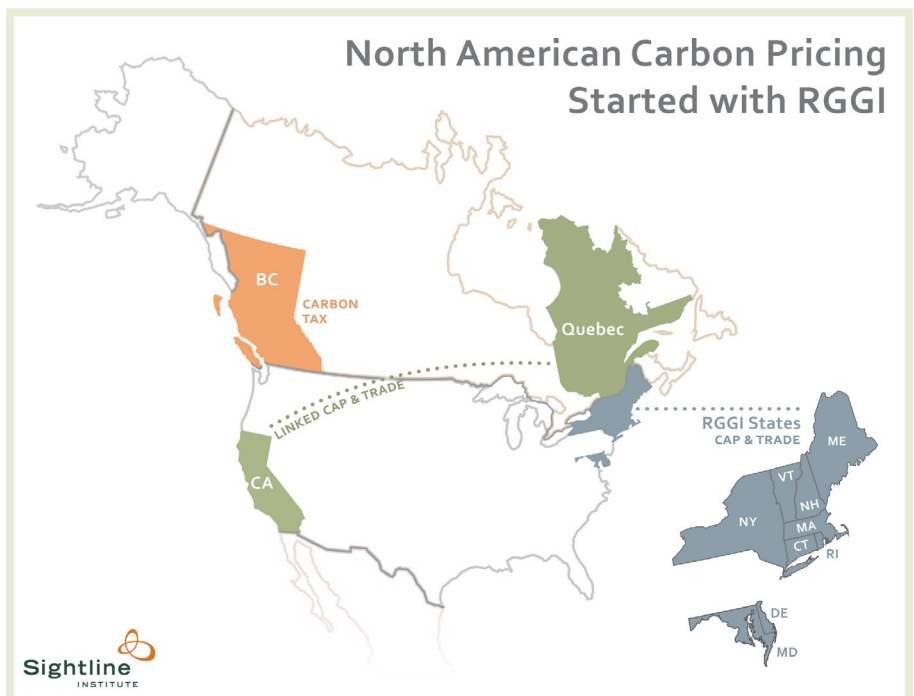 North American Carbon Pricing
Started with RGGI
BC
CARBON
TAX
Quebec
LINKED CAP & TRADE
CA
RGGI States
CAP & TRADE
ME
VT
NH
NY
MA
CT
RI
DE
MD
Sightline
INSTITUTE